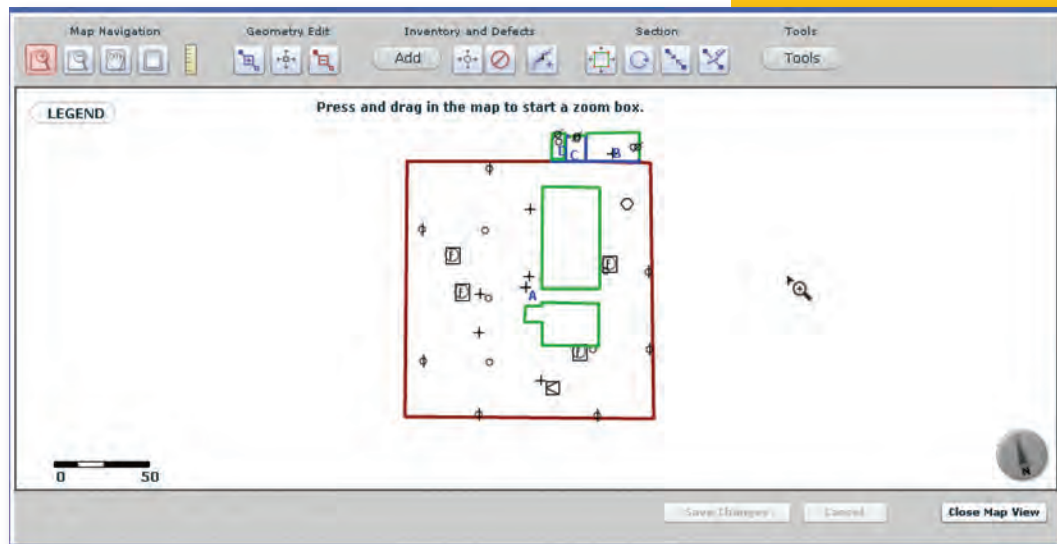 Map Navigation Geometry Edit Inventory and Defects Section Tools
Add Tools
LEGEND
Press and drag in the map to start a zoom box.
C B
A
0 50
N
Save Changes Cancel Close Map View